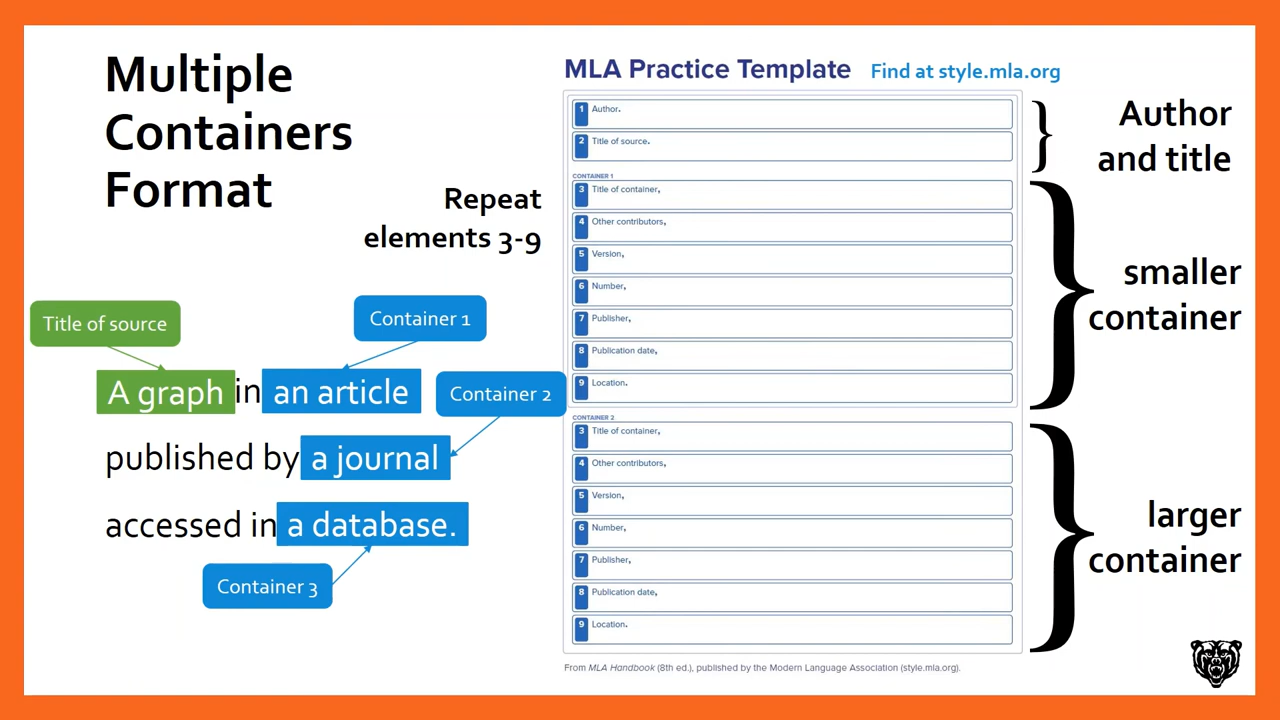 Multiple
Containers
Format
Repeat
elements 3-9
Title of source
Container 1
A graph in an article
Container 2
published by a journal
accessed in a database.
Container 3
MLA Practice Template
Find at style.mla.org
1 Author.
2 Title of source.
CONTAINER 1
3 Title of container,
4 Other contributors,
5 Version,
6 Number,
7 Publisher,
8 Publication date,
9 Location.
CONTAINER 2
3 Title of container,
4 Other contributors,
5 Version,
6 Number,
7 Publisher,
8 Publication date,
9 Location.
From MLA Handbook (8th ed.), published by the Modern Language Association (style.mla.org).
Author
and title
smaller
container
larger
container